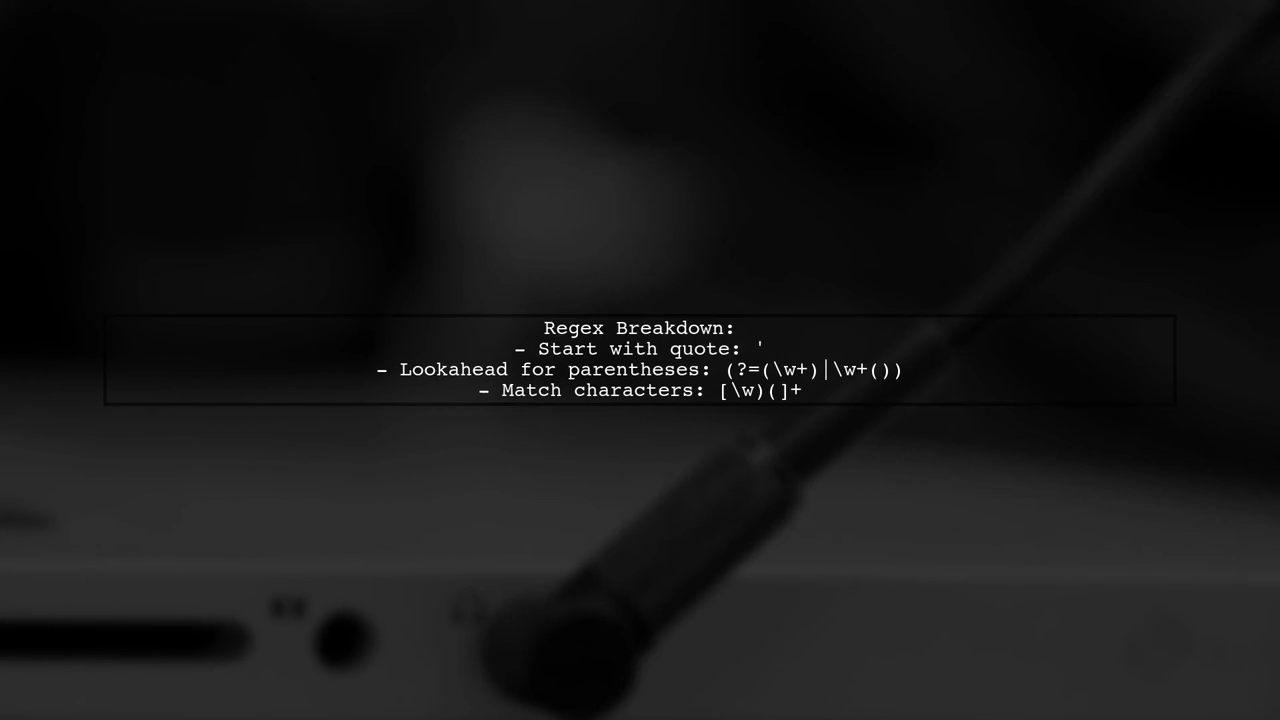 Regex Breakdown:
- Start with quote: '
- Lookahead for parentheses: (?=(\w+)|\w+())
- Match characters: [\w)(]+